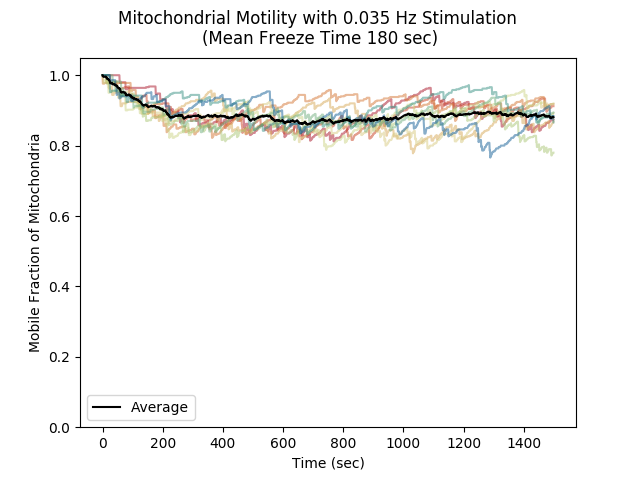 Mitochondrial Motility with 0.035 Hz Stimulation
(Mean Freeze Time 180 sec)
Mobile Fraction of Mitochondria
1.0
0.8
0.6
0.4
0.2
0.0
Average
0 200 400 600 800 1000 1200 1400
Time (sec)